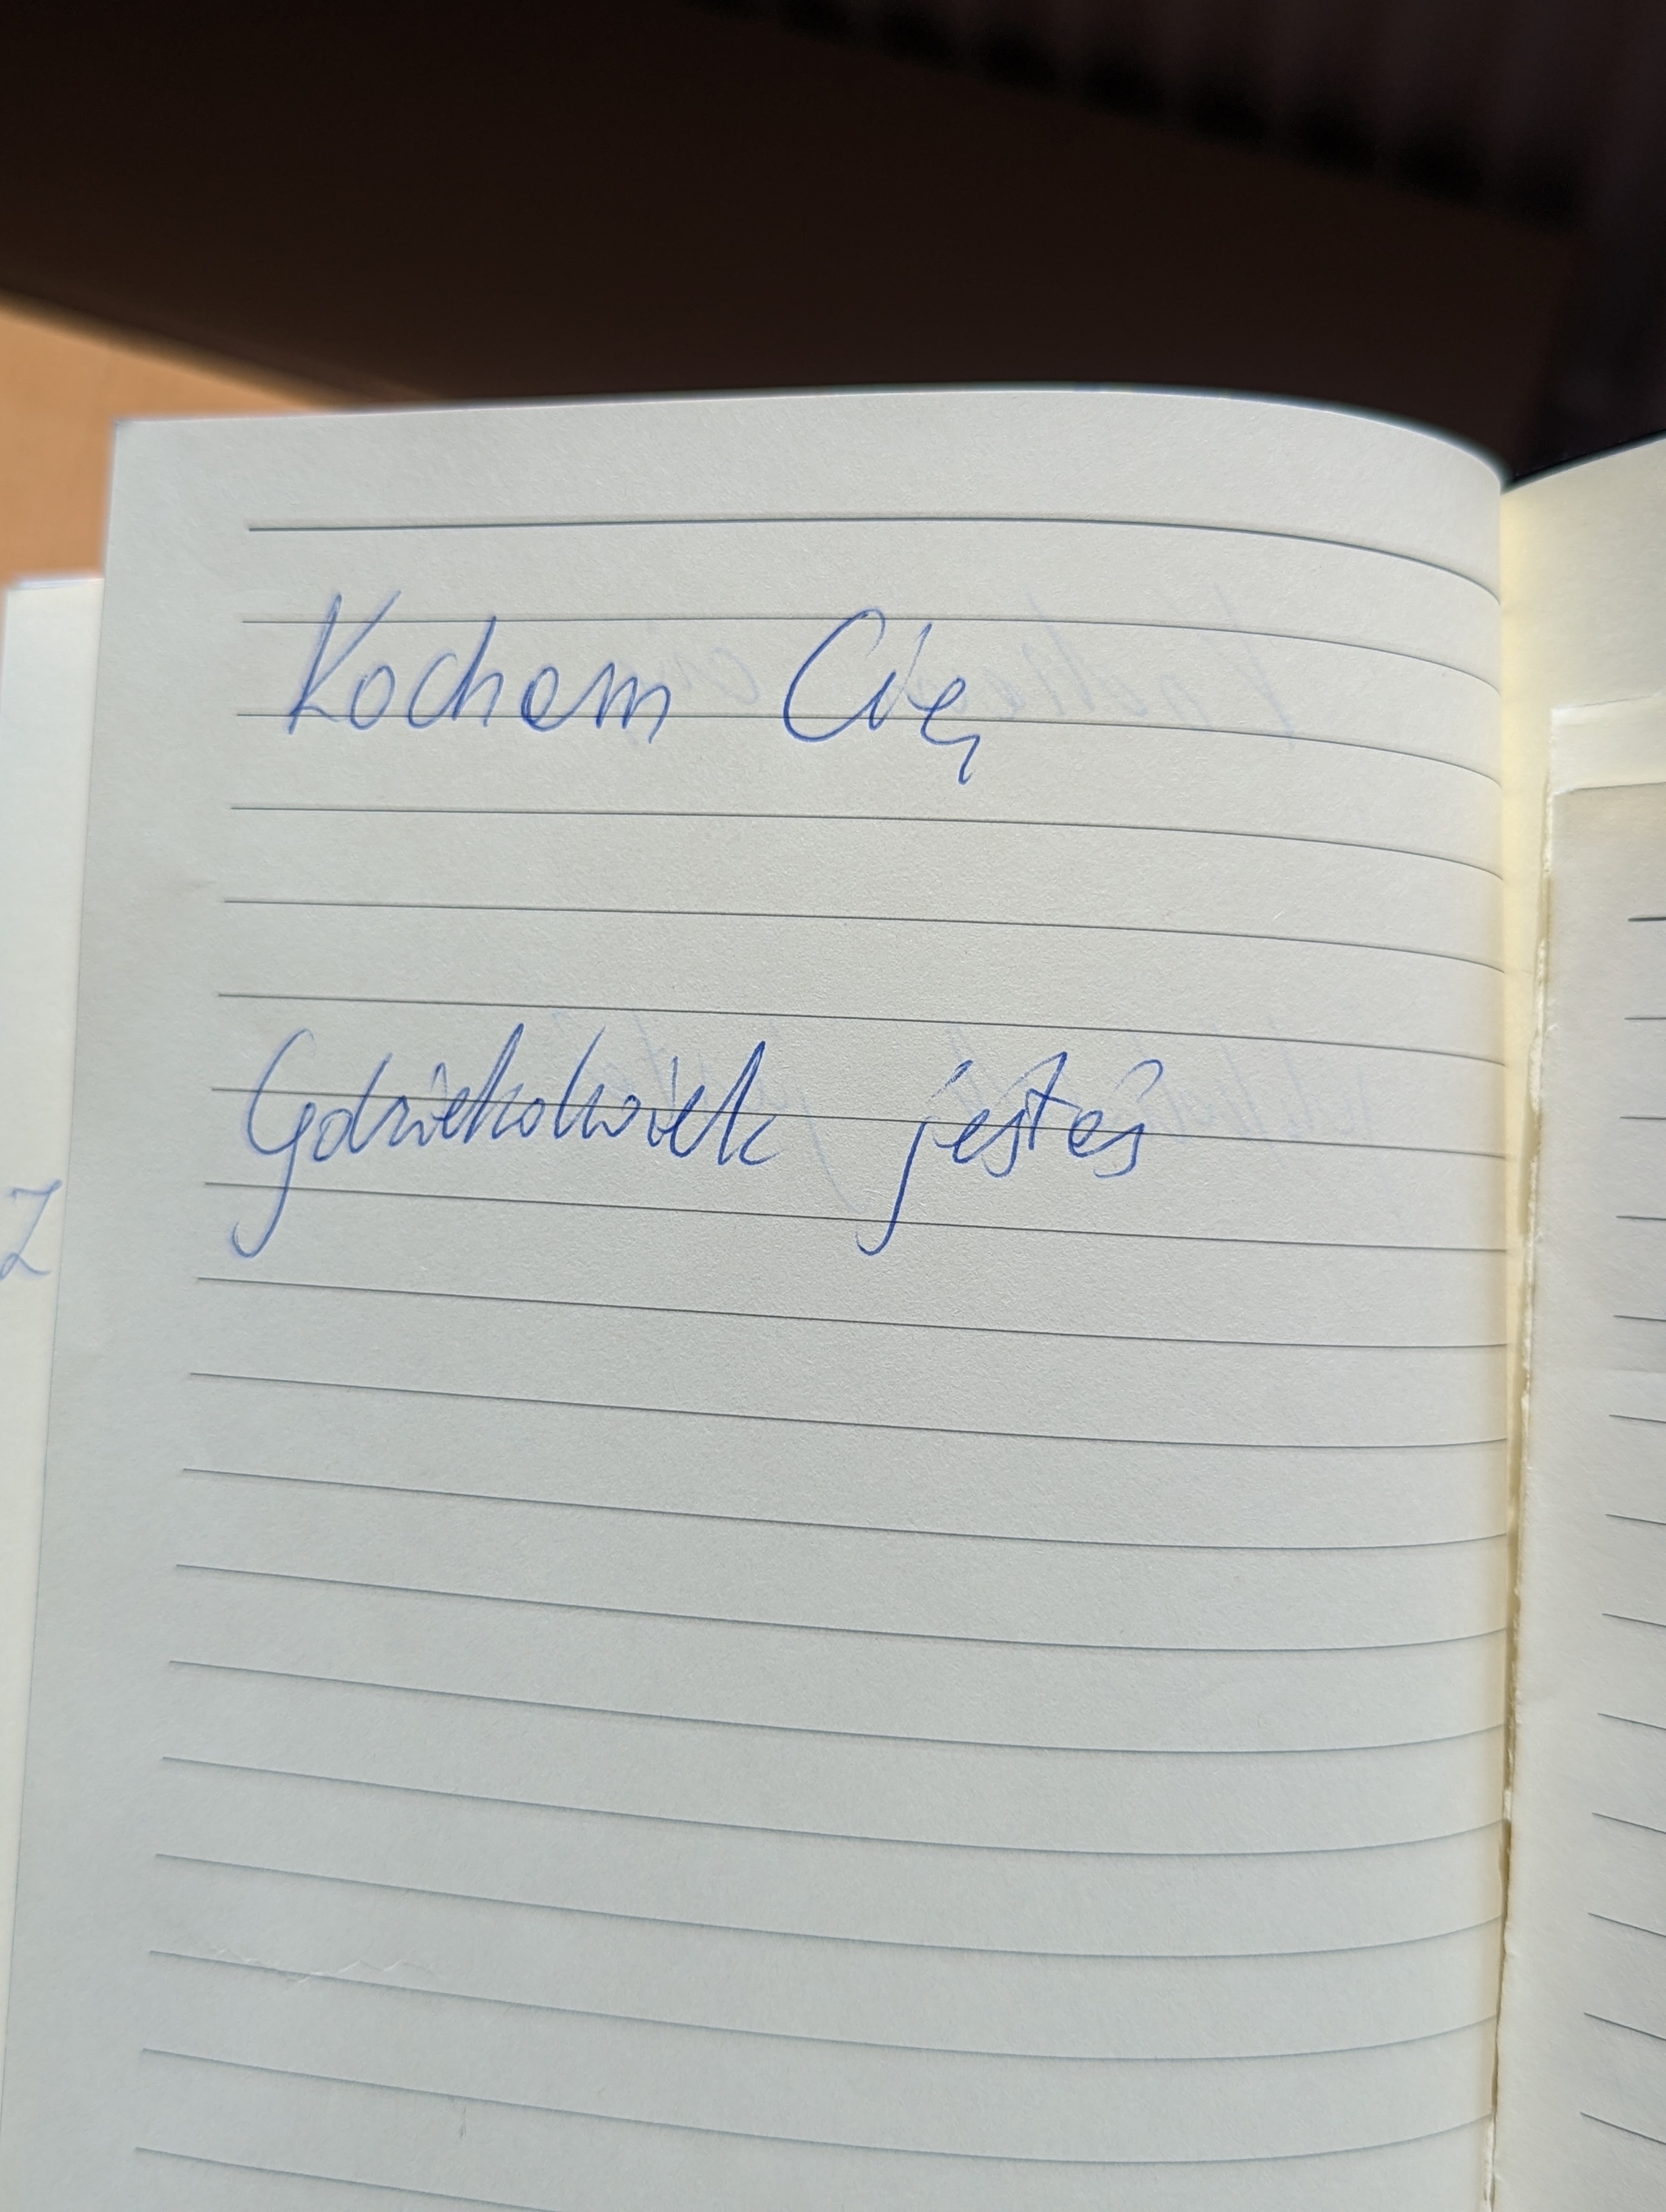 Kocham Cię
Gdziekolwiek jesteś
Z